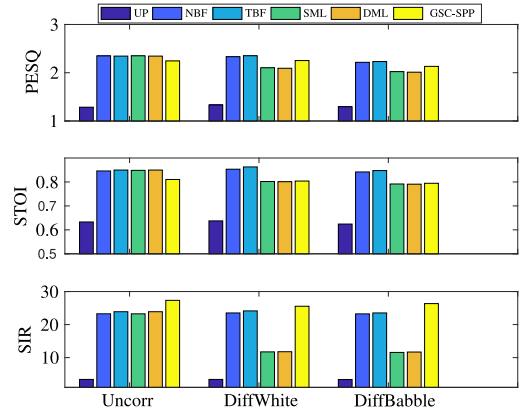 UP NBF TBF SML DML GSC-SPP
3
2
1
PESQ
0.8
0.7
0.6
0.5
STOI
30
20
10
SIR
Uncorr DiffWhite DiffBabble